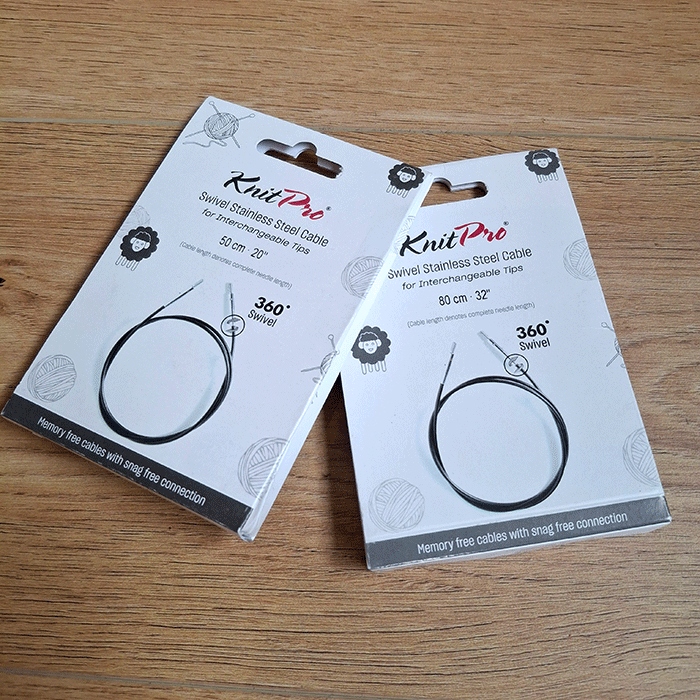 KnitPro®
Swivel Stainless Steel Cable
for Interchangeable Tips
50 cm · 20"
(Cable length denotes complete needle length)
360°
Swivel
Memory free cables with snag free connection
KnitPro®
Swivel Stainless Steel Cable
for Interchangeable Tips
80 cm · 32"
(Cable length denotes complete needle length)
360°
Swivel
Memory free cables with snag free connection